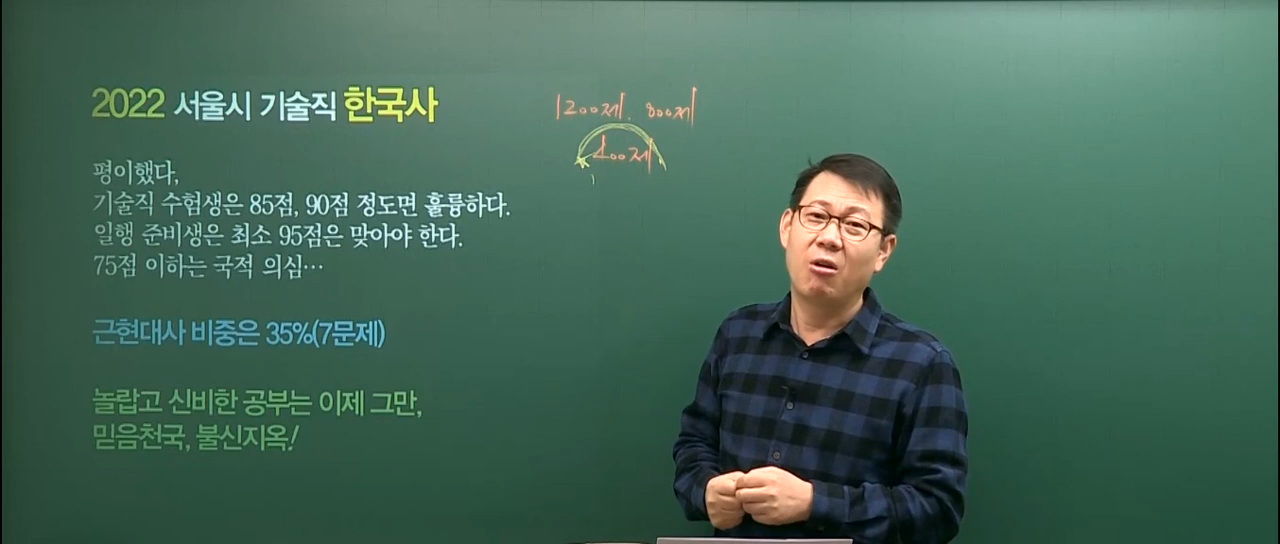 2022 서울시 기술직 한국사
1200제, 800제
400제
평이했다,
기술직 수험생은 85점, 90점 정도면 훌륭하다.
일행 준비생은 최소 95점은 맞아야 한다.
75점 이하는 국적 의심…
근현대사 비중은 35%(7문제)
놀랍고 신비한 공부는 이제 그만,
믿음천국, 불신지옥!